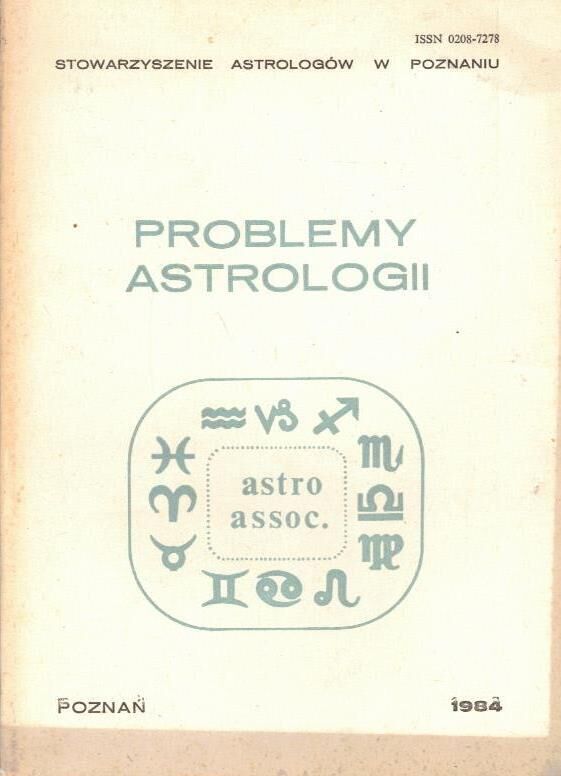 ISSN 0208-7278
STOWARZYSZENIE ASTROLOGÓW W POZNANIU
PROBLEMY
ASTROLOGII
astro
assoc.
POZNAŃ 1984